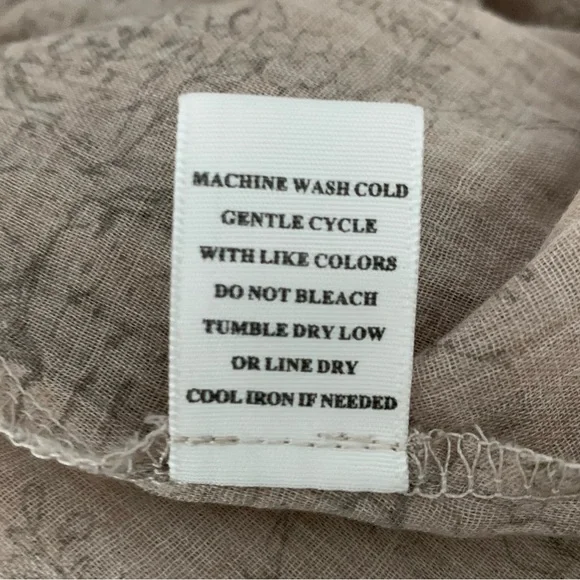 MACHINE WASH COLD
GENTLE CYCLE
WITH LIKE COLORS
DO NOT BLEACH
TUMBLE DRY LOW
OR LINE DRY
COOL IRON IF NEEDED